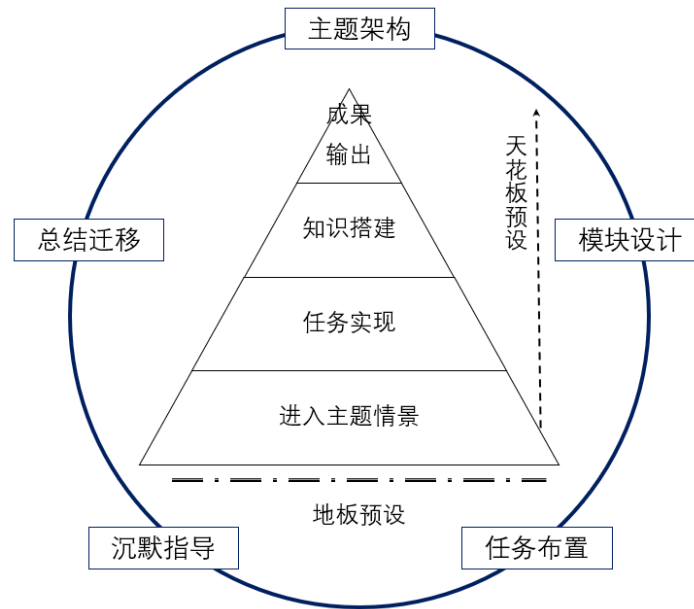 主题架构
成果
输出
天花板预设
知识搭建
总结迁移
模块设计
任务实现
进入主题情景
地板预设
沉默指导
任务布置